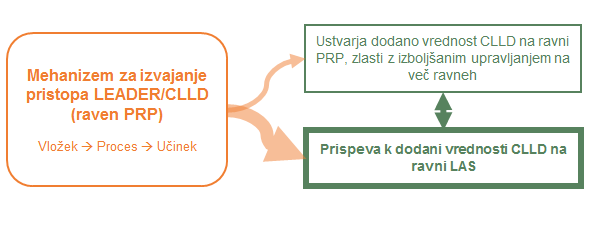 Mehanizem za izvajanje
pristopa LEADER/CLLD
(raven PRP)
Vložek → Proces → Učinek
Ustvarja dodano vrednost CLLD na ravni
PRP, zlasti z izboljšanim upravljanjem na
več ravneh
Prispeva k dodani vrednosti CLLD na
ravni LAS